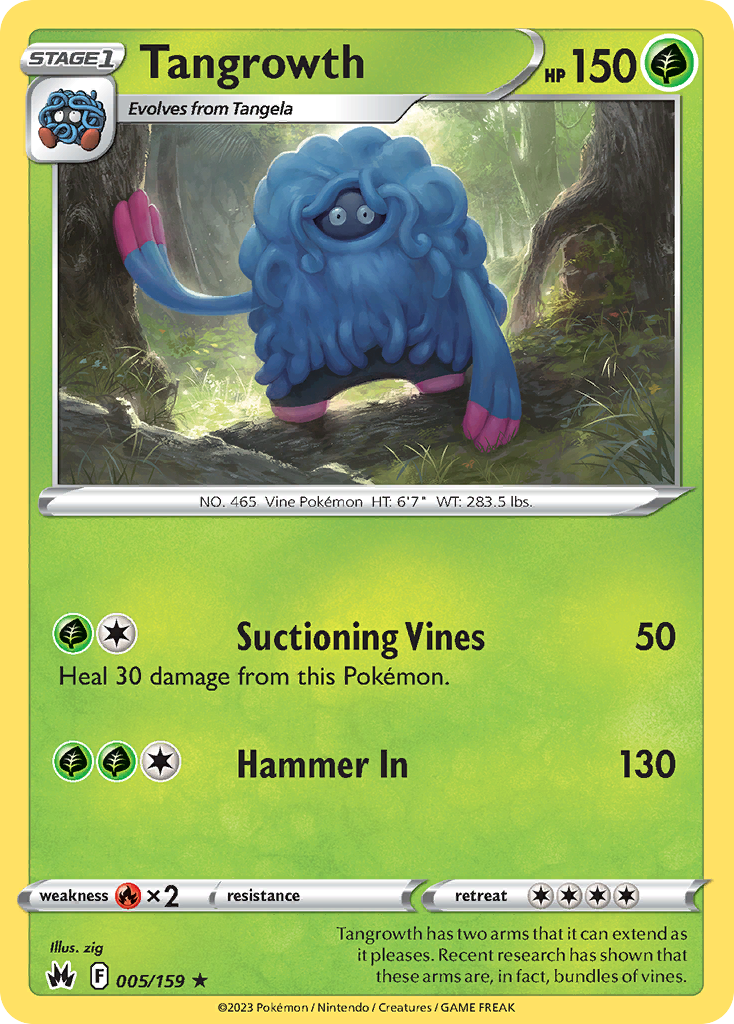 STAGE1
Tangrowth
HP 150
Evolves from Tangela
NO. 465 Vine Pokémon HT: 6'7" WT: 283.5 lbs.
Suctioning Vines 50
Heal 30 damage from this Pokémon.
Hammer In 130
weakness ×2 resistance retreat
Illus. zig
Tangrowth has two arms that it can extend as
it pleases. Recent research has shown that
these arms are, in fact, bundles of vines.
F 005/159 ★
©2023 Pokémon / Nintendo / Creatures / GAME FREAK